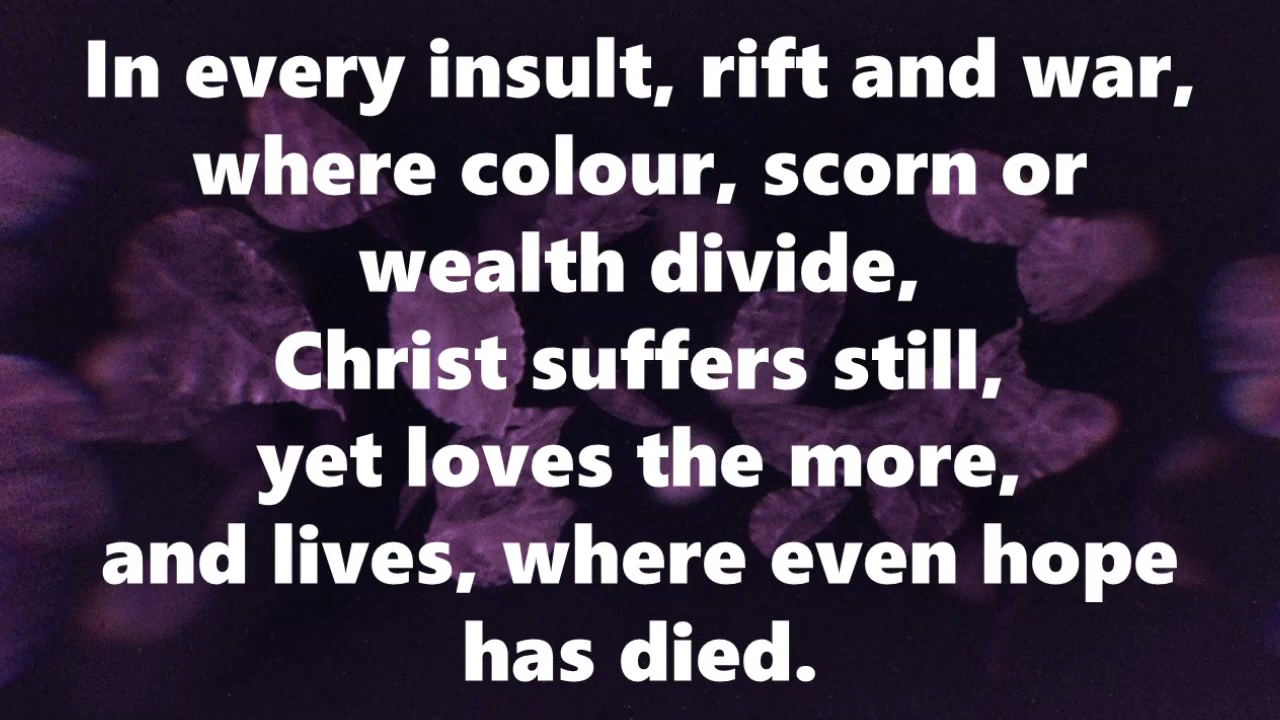 In every insult, rift and war,
where colour, scorn or
wealth divide,
Christ suffers still,
yet loves the more,
and lives, where even hope
has died.